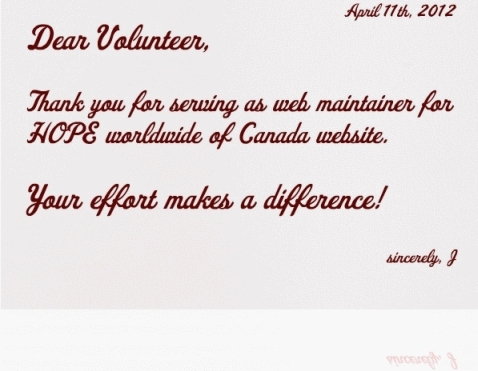 April 11th, 2012
Dear Volunteer,
Thank you for serving as web maintainer for
HOPE worldwide of Canada website.
Your effort makes a difference!
sincerely, J
sincerely, J